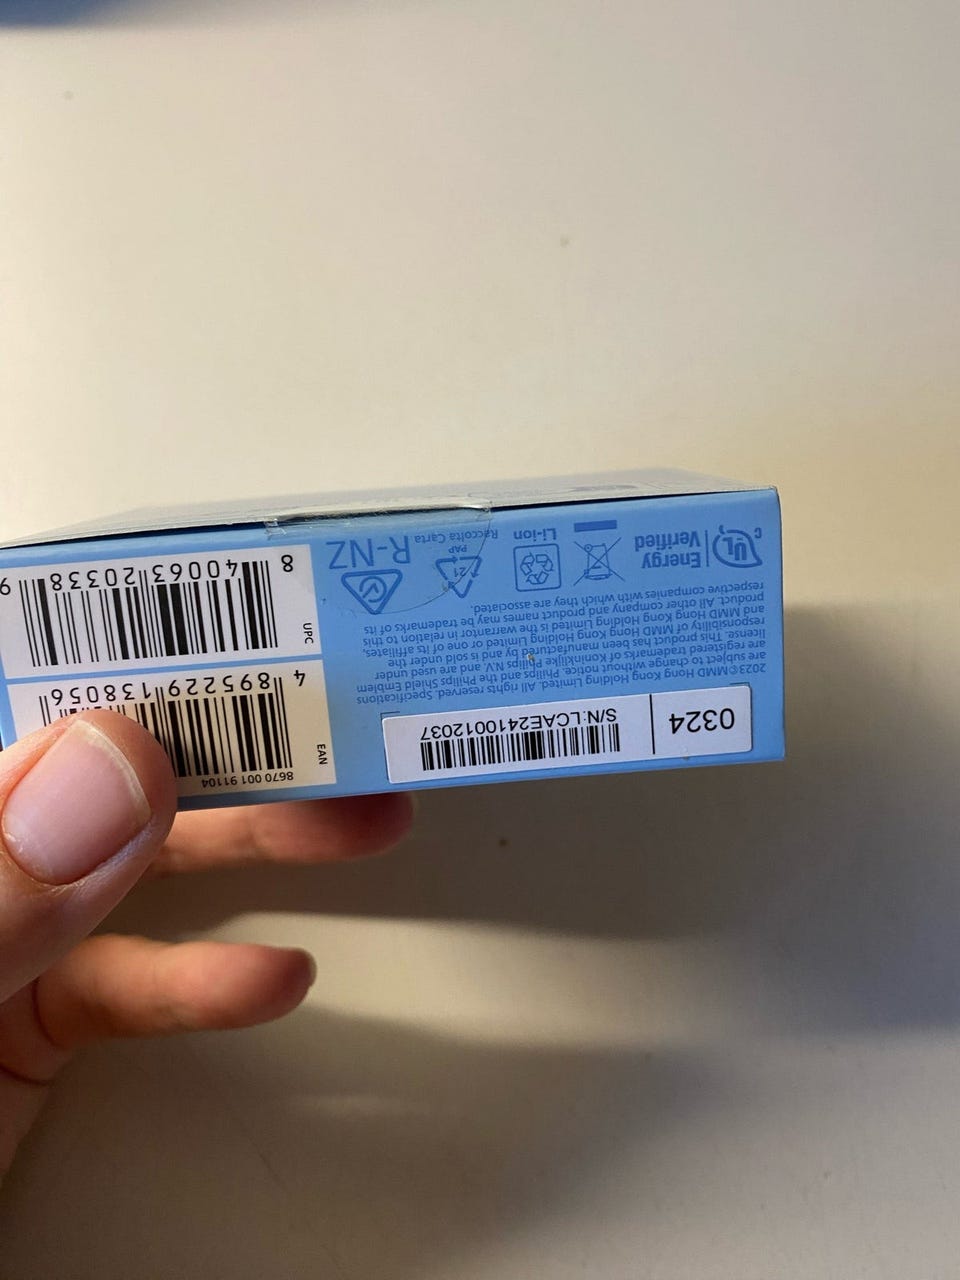 0324
S/N:LCAE24100012037
2023©MMD Hong Kong Holding Limited. All rights reserved. Specifications
are subject to change without notice. Philips and the Philips Shield Emblem
are registered trademarks of Koninklijke Philips N.V. and are used under
license. This product has been manufactured by and is sold under the
responsibility of MMD Hong Kong Holding Limited or one of its affiliates,
and MMD Hong Kong Holding Limited is the warrantor in relation to this
product. All other company and product names may be trademarks of its
respective companies with which they are associated.
c UL
Energy
Verified
Li-ion
21
PAP
Raccolta Carta
R-NZ
8670 001 91104
EAN
4 895229 138056
UPC
8 40063 20338 9